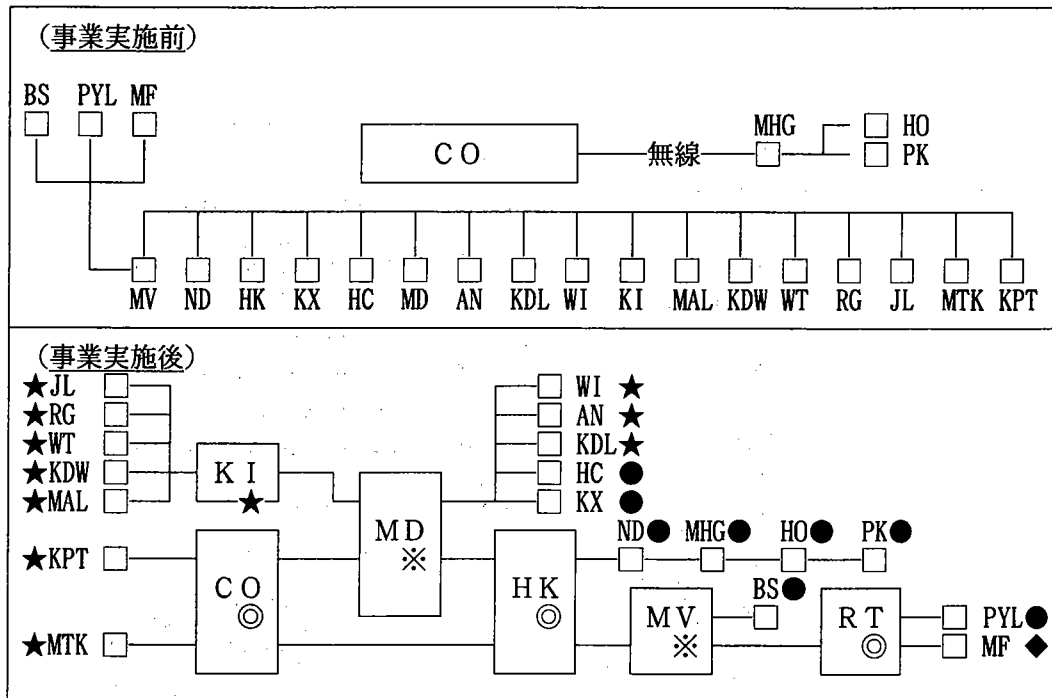 (事業実施前)
BS PYL MF
CO 無線 MHG HO
PK
MV ND HK KX HC MD AN KDL WI KI MAL KDW WT RG JL MTK KPT
(事業実施後)
★JL WI ★
★RG AN ★
★WT KDL★
★KDW HC ●
★MAL KX ●
KI ★
MD ※
ND● MHG● HO● PK●
★KPT
CO ◎
HK ◎
BS●
MV ※
RT ◎
PYL●
★MTK MF ◆